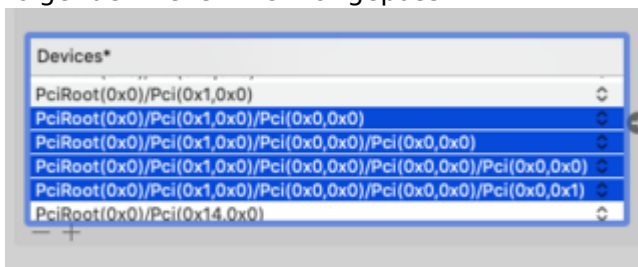 Devices*
PciRoot(0x0)/Pci(0x1,0x0)
PciRoot(0x0)/Pci(0x1,0x0)/Pci(0x0,0x0)
PciRoot(0x0)/Pci(0x1,0x0)/Pci(0x0,0x0)/Pci(0x0,0x0)
PciRoot(0x0)/Pci(0x1,0x0)/Pci(0x0,0x0)/Pci(0x0,0x0)/Pci(0x0,0x0)
PciRoot(0x0)/Pci(0x1,0x0)/Pci(0x0,0x0)/Pci(0x0,0x0)/Pci(0x0,0x1)
PciRoot(0x0)/Pci(0x14,0x0)